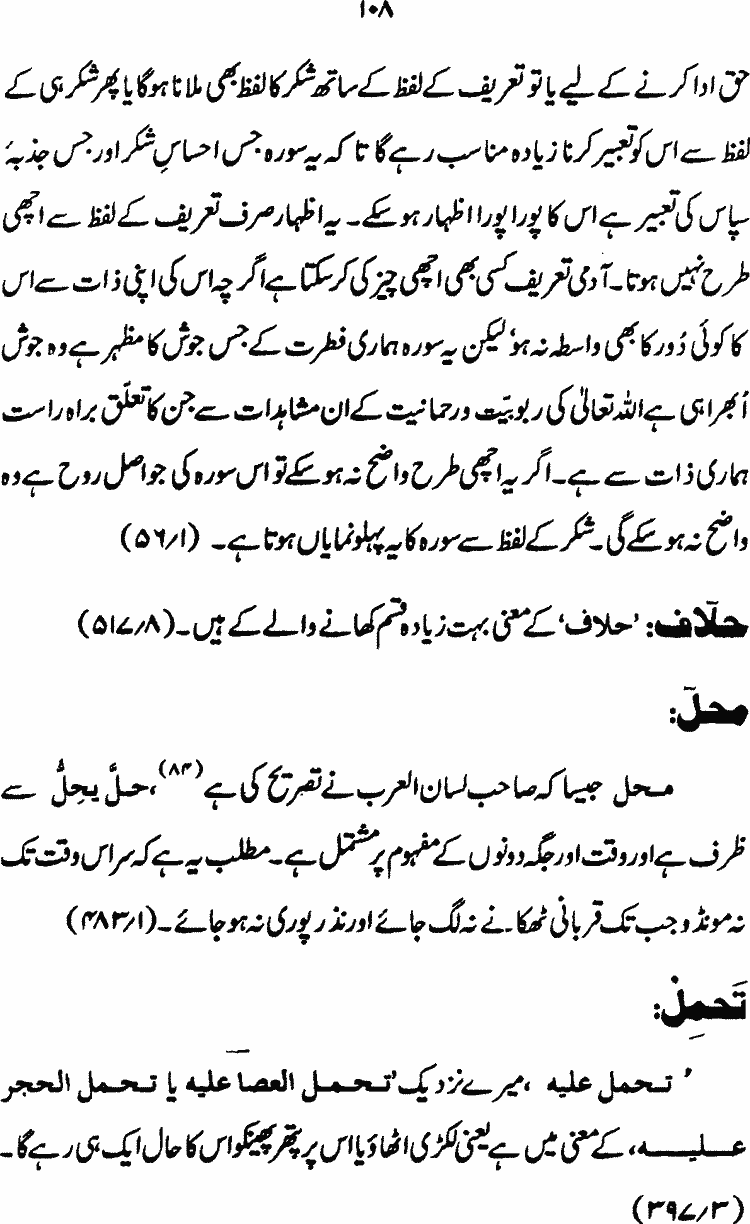 ۱۰۸
حق ادا کرنے کے لیے یا تو تعریف کے لفظ کے ساتھ شکر کا لفظ بھی ملانا ہوگا یا پھر شکر ہی کے
لفظ سے اس کو تعبیر کرنا زیادہ مناسب رہے گا تا کہ یہ سورہ جس احساسِ شکر اور جس جذبۂ
سپاس کی تعبیر ہے اس کا پورا پورا اظہار ہو سکے۔ یہ اظہار صرف تعریف کے لفظ سے اچھی
طرح نہیں ہوتا۔ آدمی تعریف کسی بھی اچھی چیز کی کر سکتا ہے اگر چہ اس کی اپنی ذات سے اس
کا کوئی دُور کا بھی واسطہ نہ ہو، لیکن یہ سورہ ہماری فطرت کے جس جوش کا مظہر ہے وہ جوش
اُبھرا ہی ہے اللہ تعالیٰ کی ربوبیّت و رحمانیت کے ان مشاہدات سے جن کا تعلّق براہ راست
ہماری ذات سے ہے۔ اگر یہ اچھی طرح واضح نہ ہو سکے تو اس سورہ کی جو اصل روح ہے وہ
واضح نہ ہو سکے گی۔ شکر کے لفظ سے سورہ کا یہ پہلو نمایاں ہوتا ہے۔ (۵۶/۱)
حلّاف: ’حلاف‘ کے معنی بہت زیادہ قسم کھانے والے کے ہیں۔ (۵۱۷/۸)
محلّ:
محل جیسا کہ صاحب لسان العرب نے تصریح کی ہے (۸۴)، حلَّ یحِلُّ سے
ظرف ہے اور وقت اور جگہ دونوں کے مفہوم پر مشتمل ہے۔ مطلب یہ ہے کہ سر اس وقت تک
نہ مونڈو جب تک قربانی ٹھکانے نہ لگ جائے اور نذر پوری نہ ہو جائے۔ (۴۸۳/۱)
تَحمِل:
’تحمل علیه ،میرے نزدیک ’تحمل العصا علیه یا تحمل الحجر
علیه، کے معنی میں ہے یعنی لکڑی اٹھاؤ یا اس پر پتھر پھینکو اس کا حال ایک ہی رہے گا۔
(۳۹۷/۳)